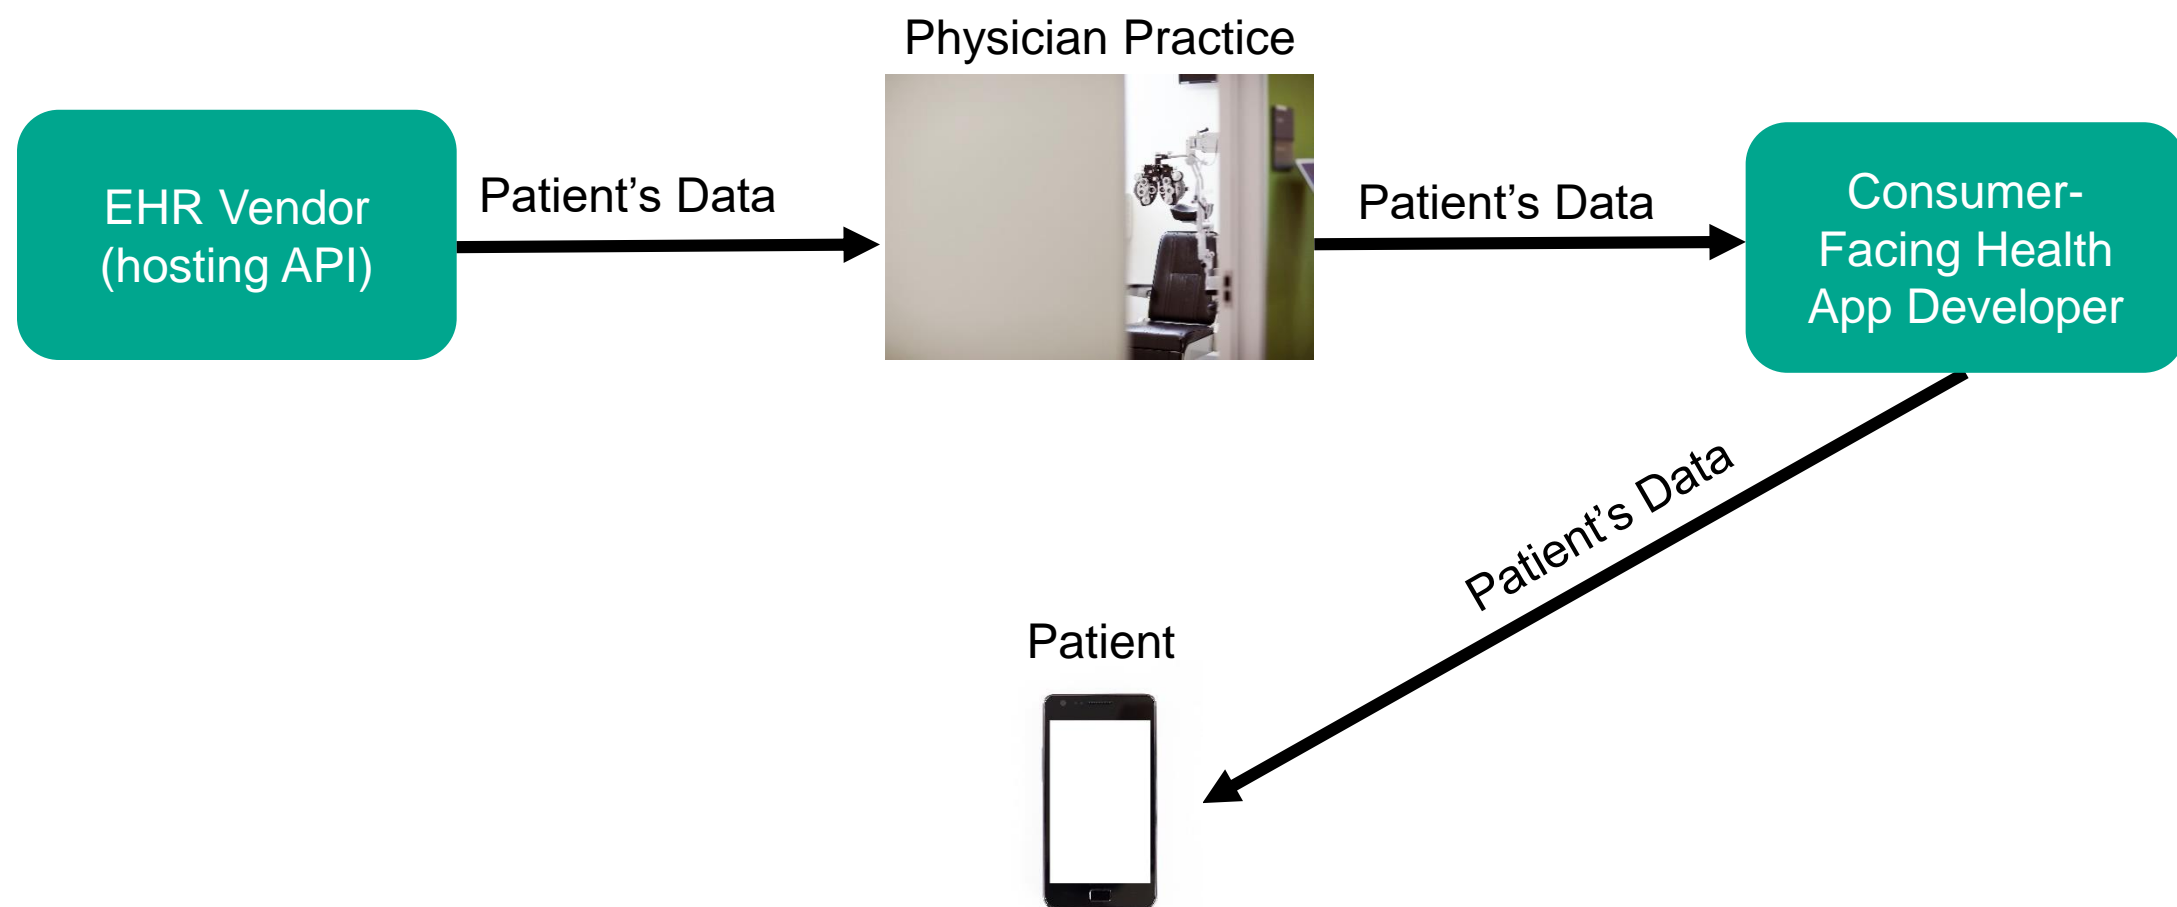 Physician Practice
EHR Vendor
(hosting API)
Patient’s Data
Patient’s Data
Consumer-
Facing Health
App Developer
Patient’s Data
Patient